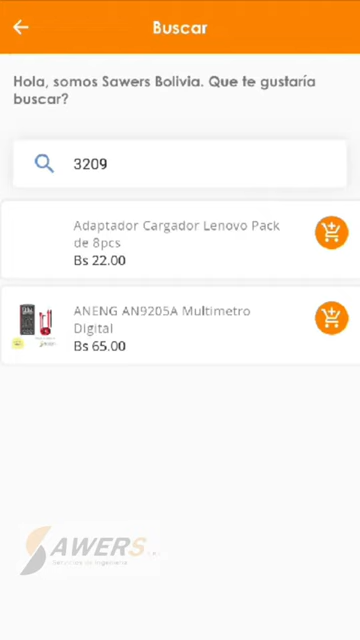 Buscar
Hola, somos Sawers Bolivia. Que te gustaría
buscar?
3209
Adaptador Cargador Lenovo Pack
de 8pcs
Bs 22.00
ANENG AN9205A Multimetro
Digital
Bs 65.00
SAWERS